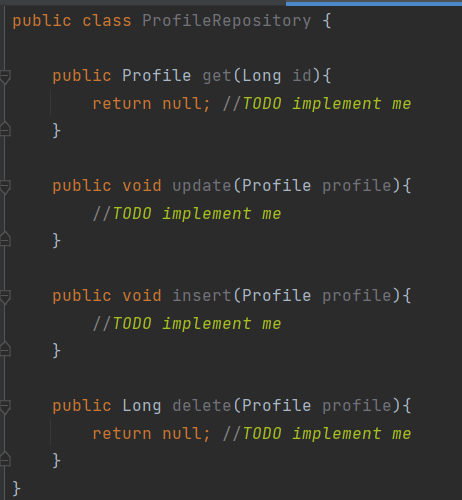 public class ProfileRepository {
public Profile get(Long id){
return null; //TODO implement me
}
public void update(Profile profile){
//TODO implement me
}
public void insert(Profile profile){
//TODO implement me
}
public Long delete(Profile profile){
return null; //TODO implement me
}
}